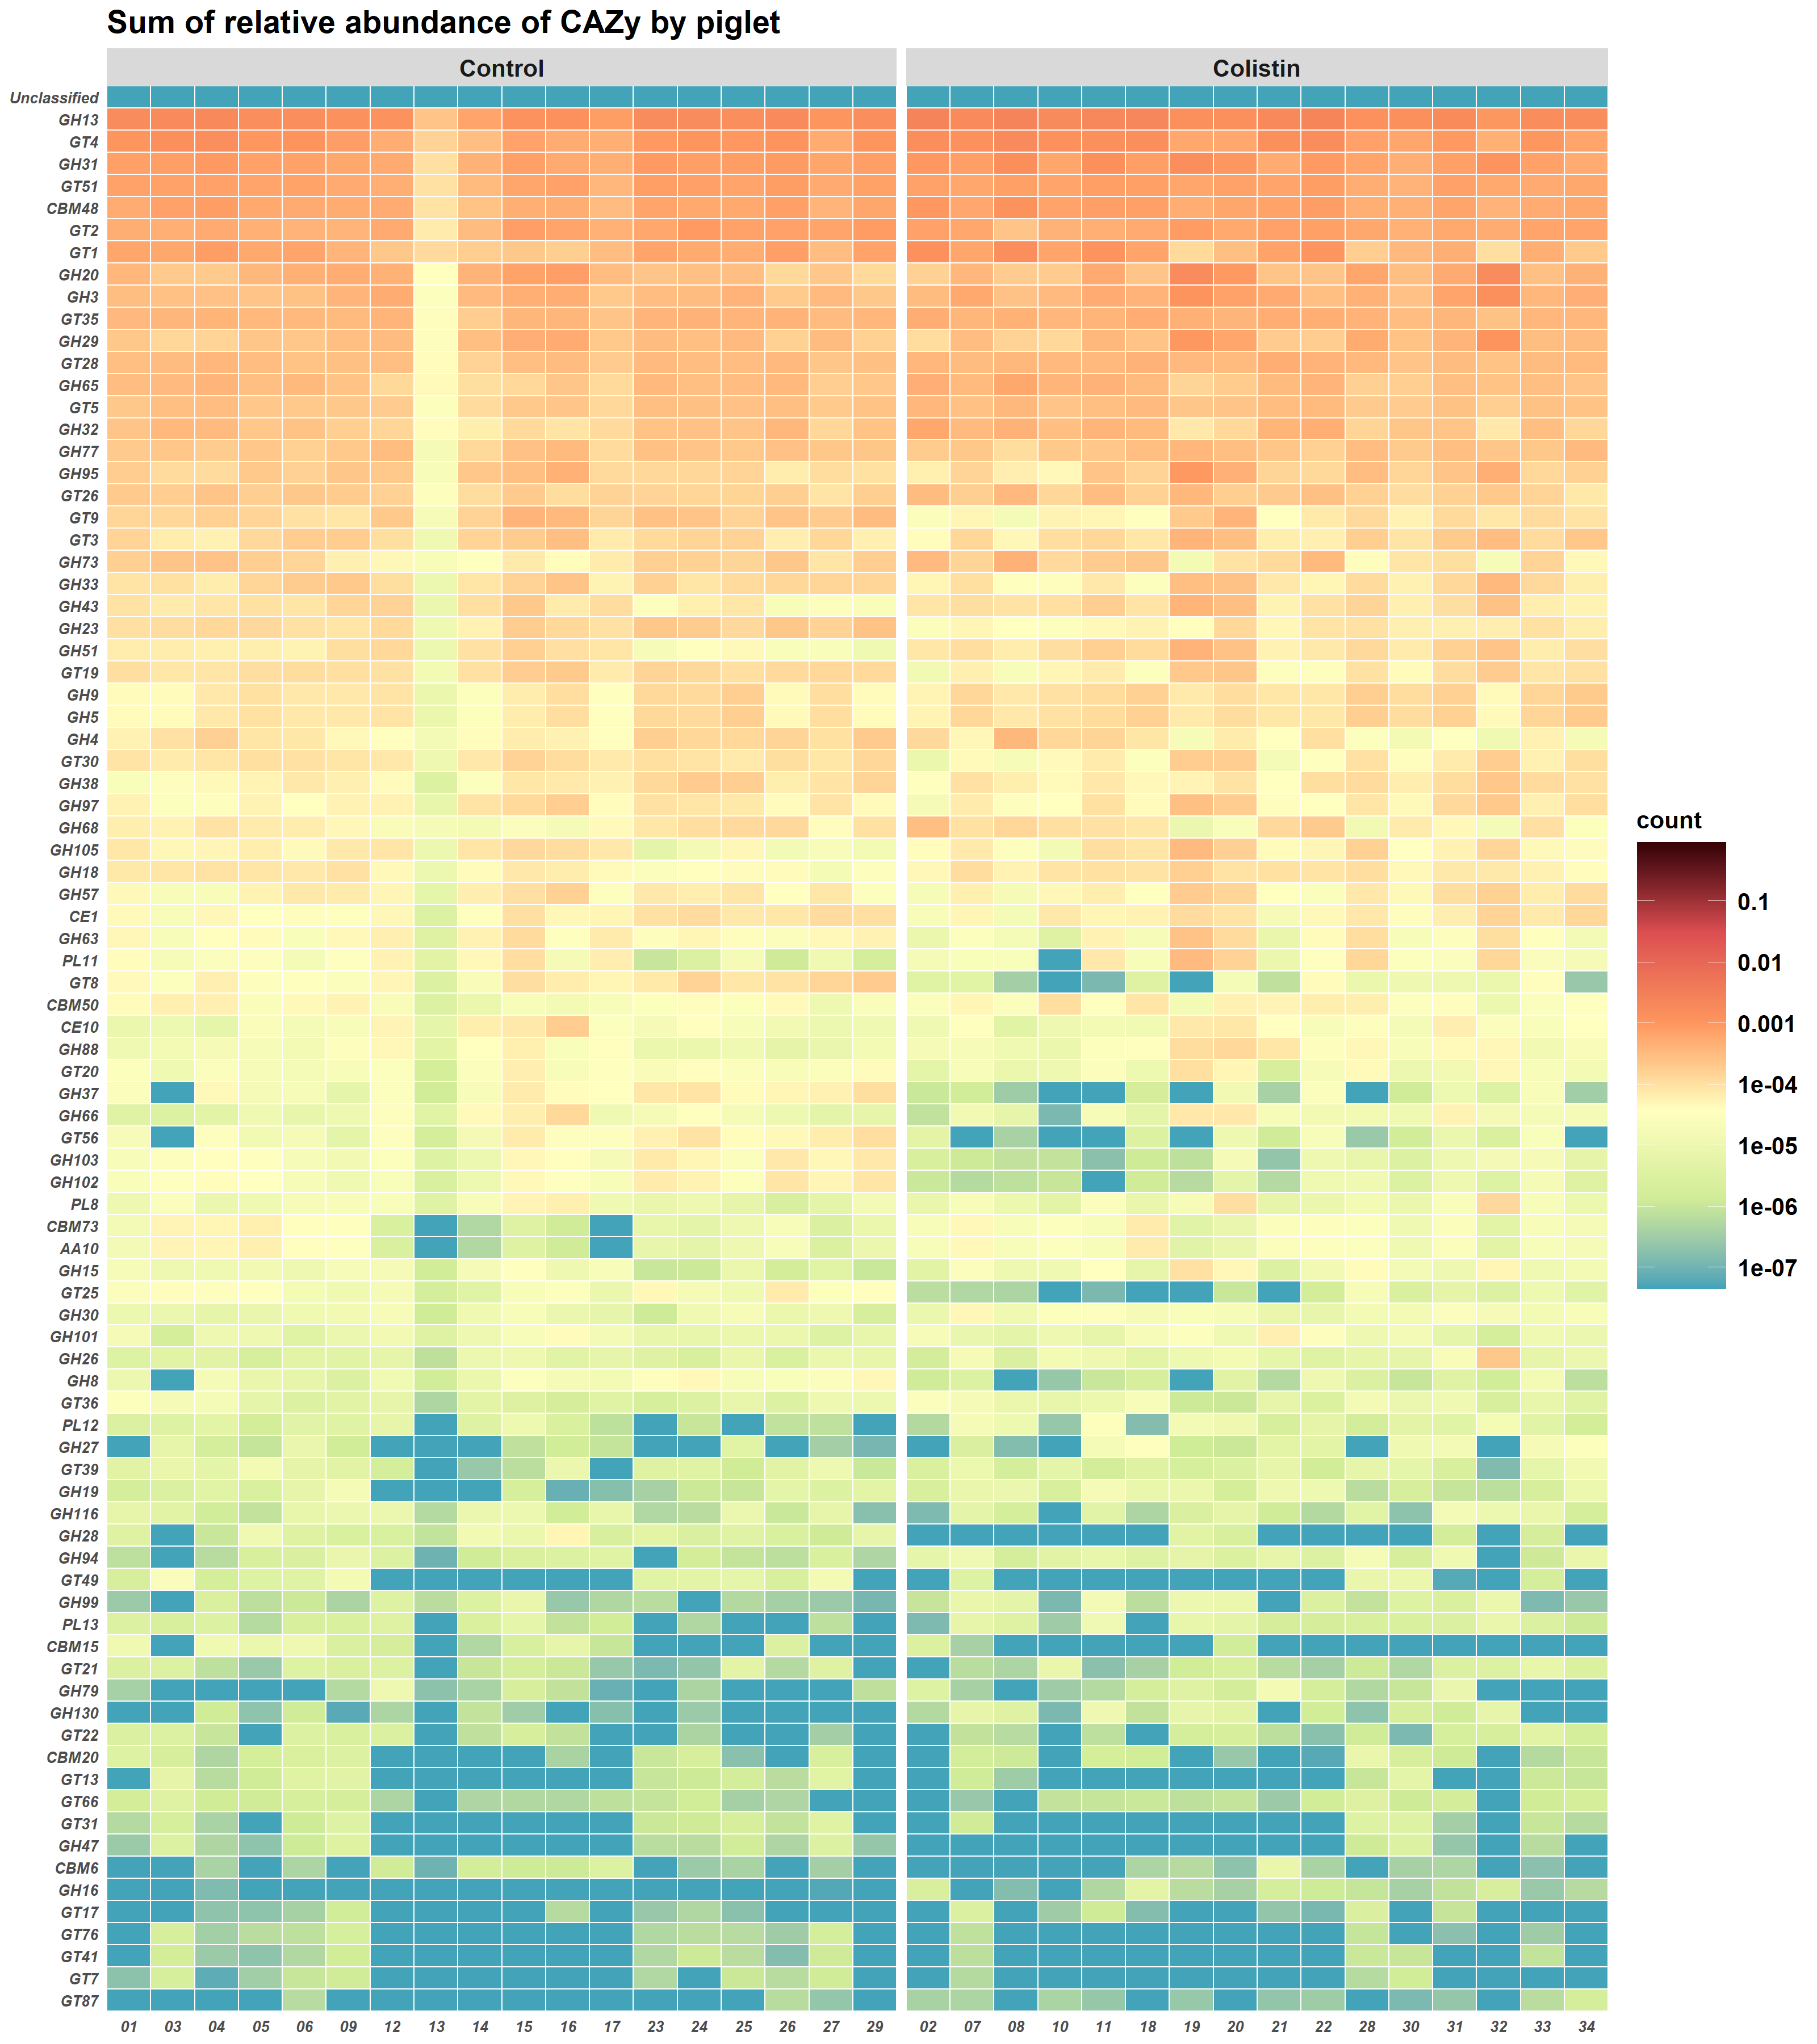 Sum of relative abundance of CAZy by piglet
Control Colistin
Unclassified
GH13
GT4
GH31
GT51
CBM48
GT2
GT1
GH20
GH3
GT35
GH29
GT28
GH65
GT5
GH32
GH77
GH95
GT26
GT9
GT3
GH73
GH33
GH43
GH23
GH51
GT19
GH9
GH5
GH4
GT30
GH38
GH97
GH68
GH105
GH18
GH57
CE1
GH63
PL11
GT8
CBM50
CE10
GH88
GT20
GH37
GH66
GT56
GH103
GH102
PL8
CBM73
AA10
GH15
GT25
GH30
GH101
GH26
GH8
GT36
PL12
GH27
GT39
GH19
GH116
GH28
GH94
GT49
GH99
PL13
CBM15
GT21
GH79
GH130
GT22
CBM20
GT13
GT66
GT31
GH47
CBM6
GH16
GT17
GT76
GT41
GT7
GT87
01 03 04 05 06 09 12 13 14 15 16 17 23 24 25 26 27 29 02 07 08 10 11 18 19 20 21 22 28 30 31 32 33 34
count
0.1
0.01
0.001
1e-04
1e-05
1e-06
1e-07